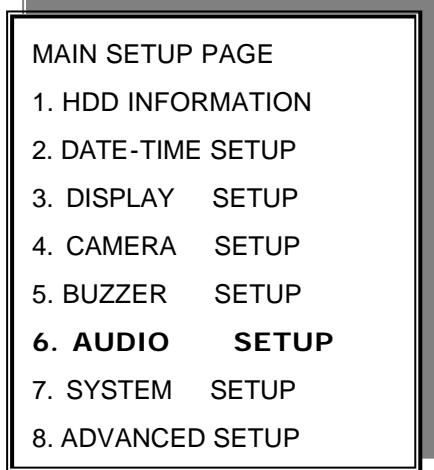 MAIN SETUP PAGE
1. HDD INFORMATION
2. DATE-TIME SETUP
3. DISPLAY SETUP
4. CAMERA SETUP
5. BUZZER SETUP
6. AUDIO SETUP
7. SYSTEM SETUP
8. ADVANCED SETUP